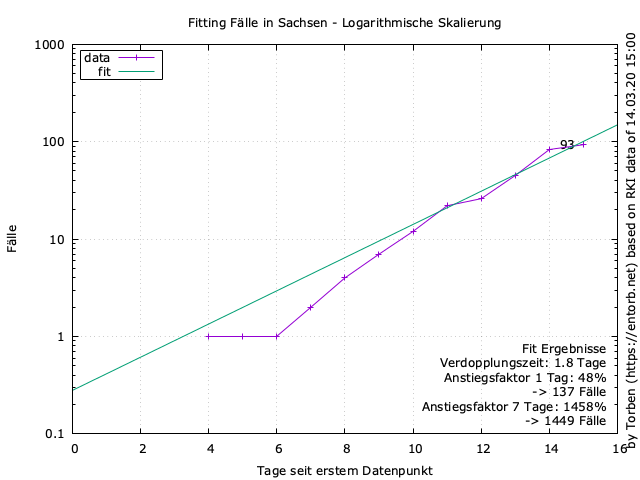 Fitting Fälle in Sachsen - Logarithmische Skalierung
1000
100
10
1
0.1
data
fit
93
Fit Ergebnisse
Verdopplungszeit: 1.8 Tage
Anstiegsfaktor 1 Tag: 48%
-> 137 Fälle
Anstiegsfaktor 7 Tage: 1458%
-> 1449 Fälle
0 2 4 6 8 10 12 14 16
Tage seit erstem Datenpunkt
Fälle
by Torben (https://entorb.net) based on RKI data of 14.03.20 15:00